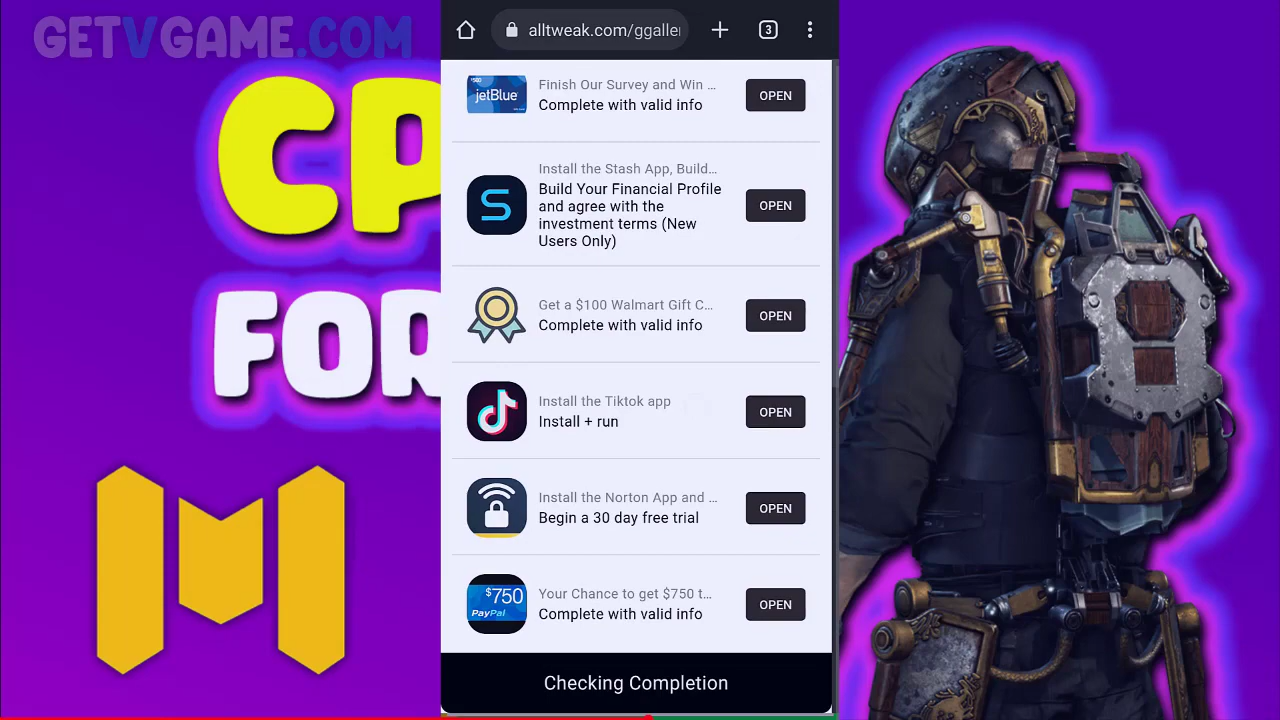 GETVGAME.COM
CP
FOR
alltweak.com/ggaller
3
$500
jetBlue
Finish Our Survey and Win ...
Complete with valid info
OPEN
S
Install the Stash App, Build...
Build Your Financial Profile
and agree with the
investment terms (New
Users Only)
OPEN
Get a $100 Walmart Gift C...
Complete with valid info
OPEN
Install the Tiktok app
Install + run
OPEN
Install the Norton App and ...
Begin a 30 day free trial
OPEN
$750
PayPal
Your Chance to get $750 t...
Complete with valid info
OPEN
Checking Completion